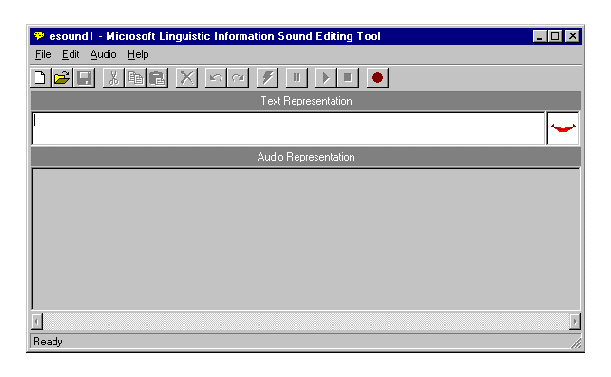 esound1 - Microsoft Linguistic Information Sound Editing Tool
File Edit Audio Help
Text Representation
Audio Representation
Ready